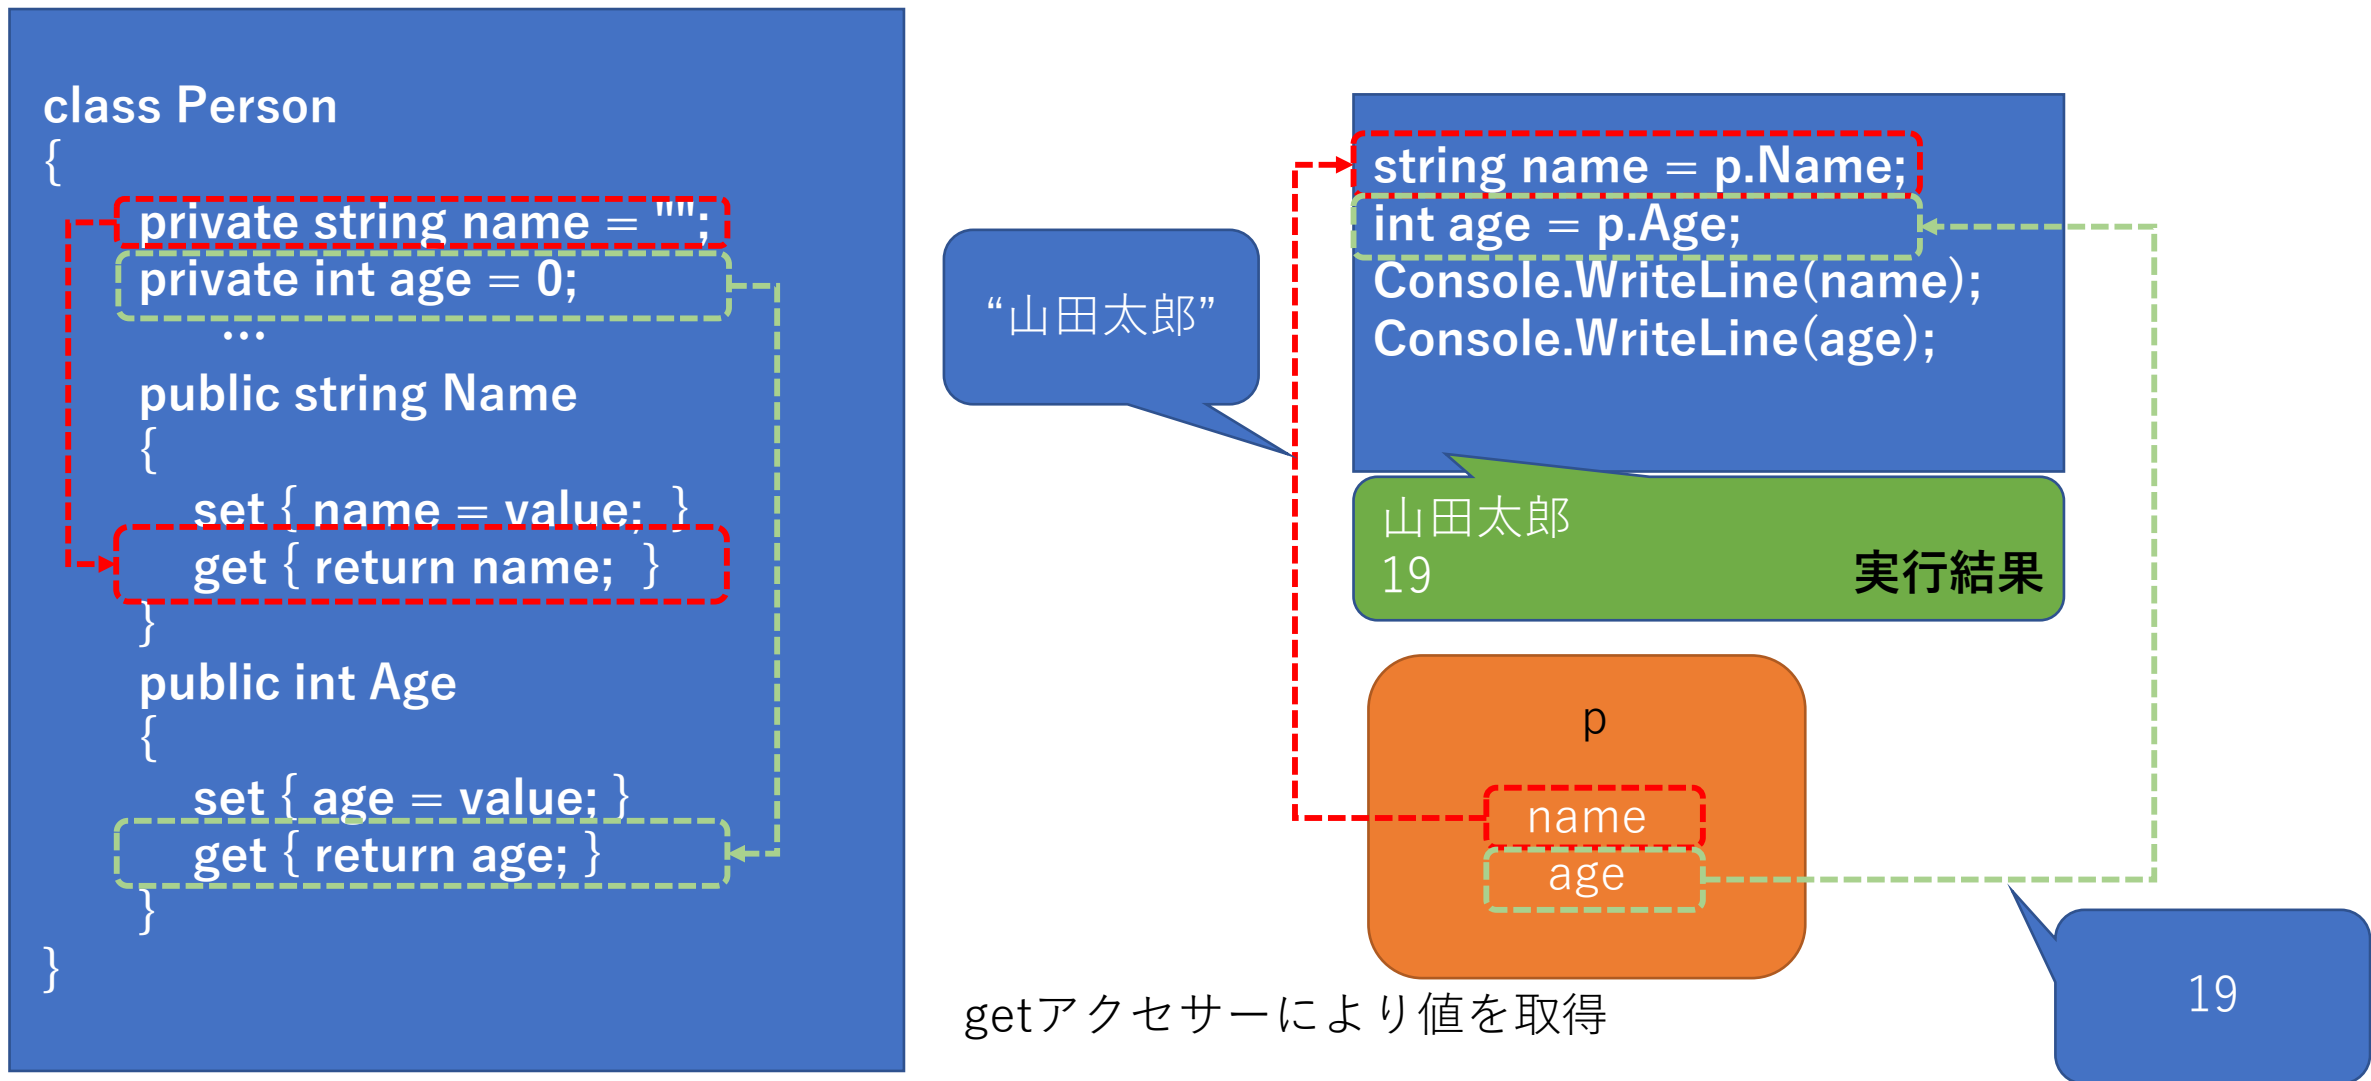 class Person
{
private string name = "";
private int age = 0;
…
public string Name
{
set { name = value; }
get { return name; }
}
public int Age
{
set { age = value; }
get { return age; }
}
}
“山田太郎”
string name = p.Name;
int age = p.Age;
Console.WriteLine(name);
Console.WriteLine(age);
山田太郎
19
実行結果
p
name
age
getアクセサーにより値を取得
19